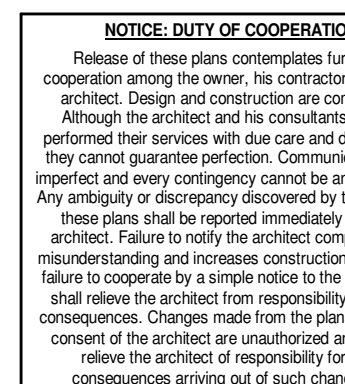 NOTICE: DUTY OF COOPERATIO
Release of these plans contemplates fur
cooperation among the owner, his contractor
architect. Design and construction are con
Although the architect and his consultants
performed their services with due care and d
they cannot guarantee perfection. Communic
imperfect and every contingency cannot be an
Any ambiguity or discrepancy discovered by t
these plans shall be reported immediately
architect. Failure to notify the architect comp
misunderstanding and increases construction
failure to cooperate by a simple notice to the
shall relieve the architect from responsibility
consequences. Changes made from the plan
consent of the architect are unauthorized an
relieve the architect of responsibility for
consequences arriving out of such chang